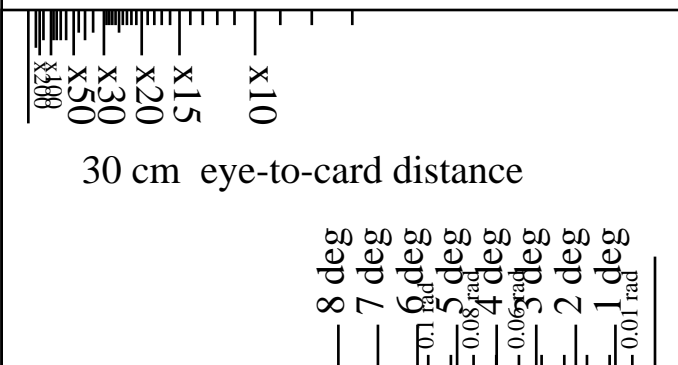 x200
x100
x50
x30
x20
x15
x10
30 cm eye-to-card distance
8 deg
7 deg
6 deg
0.1 rad
5 deg
0.08 rad
4 deg
0.06 rad
3 deg
2 deg
1 deg
0.01 rad